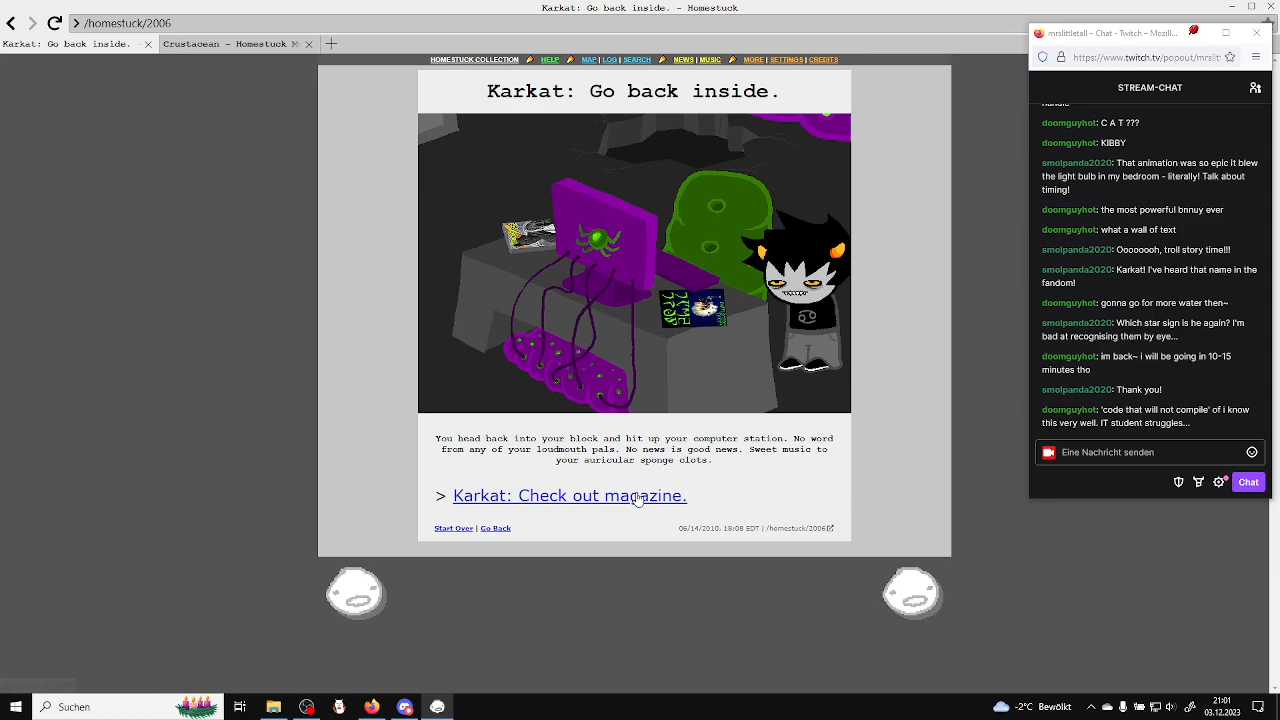 Karkat: Go back inside. - Homestuck
/homestuck/2006
Karkat: Go back inside. -
Crustacean - Homestuck M
HOMESTUCK COLLECTION HELP MAP | LOG | SEARCH NEWS | MUSIC MORE | SETTINGS | CREDITS
Karkat: Go back inside.
You head back into your block and hit up your computer station. No word
from any of your loudmouth pals. No news is good news. Sweet music to
your auricular sponge clots.
> Karkat: Check out magazine.
Start Over | Go Back
06/14/2010, 18:08 EDT | /homestuck/2006
mrslittletall – Chat - Twitch – Mozill...
https://www.twitch.tv/popout/mrslitt
STREAM-CHAT
doomguyhot: C A T ???
doomguyhot: KIBBY
smolpanda2020: That animation was so epic it blew
the light bulb in my bedroom - literally! Talk about
timing!
doomguyhot: the most powerful bnnuy ever
doomguyhot: what a wall of text
smolpanda2020: Ooooooh, troll story time!!!
smolpanda2020: Karkat! I've heard that name in the
fandom!
doomguyhot: gonna go for more water then~
smolpanda2020: Which star sign is he again? I'm
bad at recognising them by eye...
doomguyhot: im back~ i will be going in 10-15
minutes tho
smolpanda2020: Thank you!
doomguyhot: 'code that will not compile' of i know
this very well. IT student struggles...
Eine Nachricht senden
Chat
Suchen
-2°C Bewölkt
21:01
03.12.2023